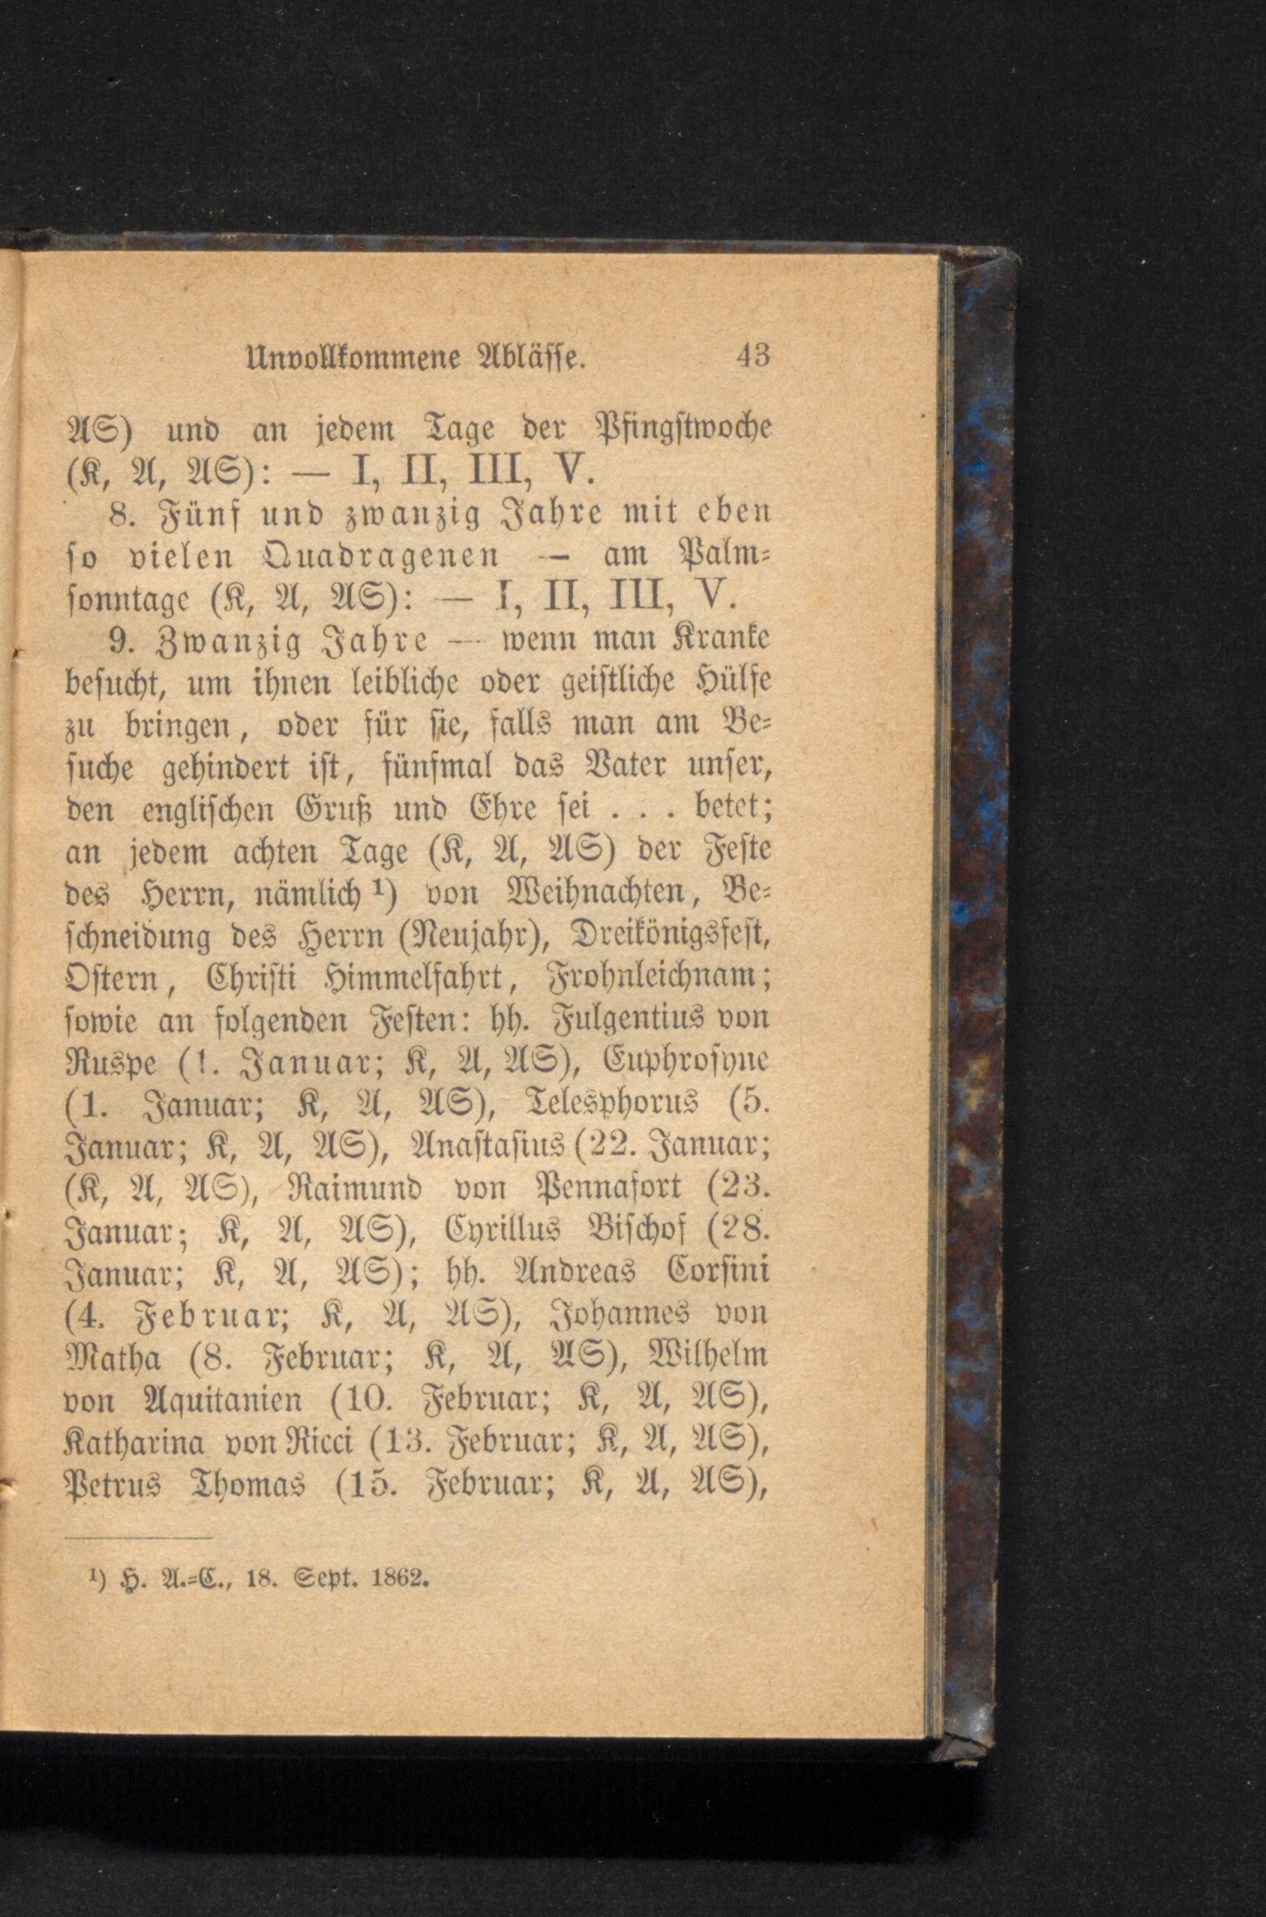 Unvollkommene Ablässe. 43
AS) und an jedem Tage der Pfingstwoche
(K, A, AS): — I, II, III, V.
8. Fünf und zwanzig Jahre mit eben
so vielen Quadragenen — am Palm-
sonntage (K, A, AS): — I, II, III, V.
9. Zwanzig Jahre — wenn man Kranke
besucht, um ihnen leibliche oder geistliche Hülfe
zu bringen, oder für sie, falls man am Be-
suche gehindert ist, fünfmal das Vater unser,
den englischen Gruß und Ehre sei . . . betet;
an jedem achten Tage (K, A, AS) der Feste
des Herrn, nämlich ¹) von Weihnachten, Be-
schneidung des Herrn (Neujahr), Dreikönigsfest,
Ostern, Christi Himmelfahrt, Frohnleichnam;
sowie an folgenden Festen: hh. Fulgentius von
Ruspe (1. Januar; K, A, AS), Euphrosyne
(1. Januar; K, A, AS), Telesphorus (5.
Januar; K, A, AS), Anastasius (22. Januar;
(K, A, AS), Raimund von Pennafort (23.
Januar; K, A, AS), Cyrillus Bischof (28.
Januar; K, A, AS); hh. Andreas Corsini
(4. Februar; K, A, AS), Johannes von
Matha (8. Februar; K, A, AS), Wilhelm
von Aquitanien (10. Februar; K, A, AS),
Katharina von Ricci (13. Februar; K, A, AS),
Petrus Thomas (15. Februar; K, A, AS),
¹) H. A.-C., 18. Sept. 1862.